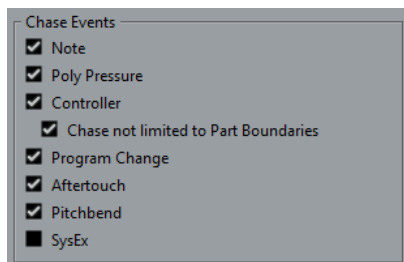 Chase Events
Note
Poly Pressure
Controller
Chase not limited to Part Boundaries
Program Change
Aftertouch
Pitchbend
SysEx